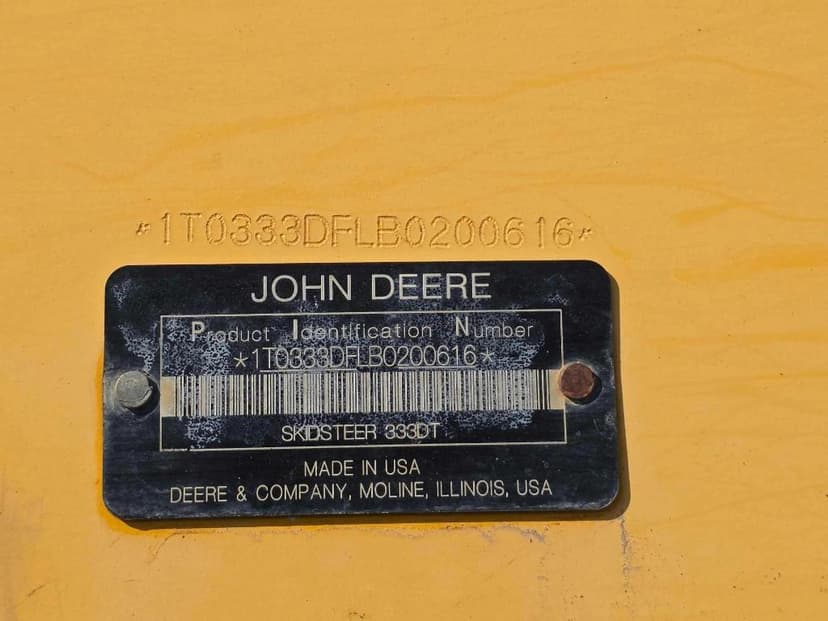 *1T0333DFLB0200616*
JOHN DEERE
Product Identification Number
*1T0333DFLB0200616*
SKIDSTEER 333DT
MADE IN USA
DEERE & COMPANY, MOLINE, ILLINOIS, USA